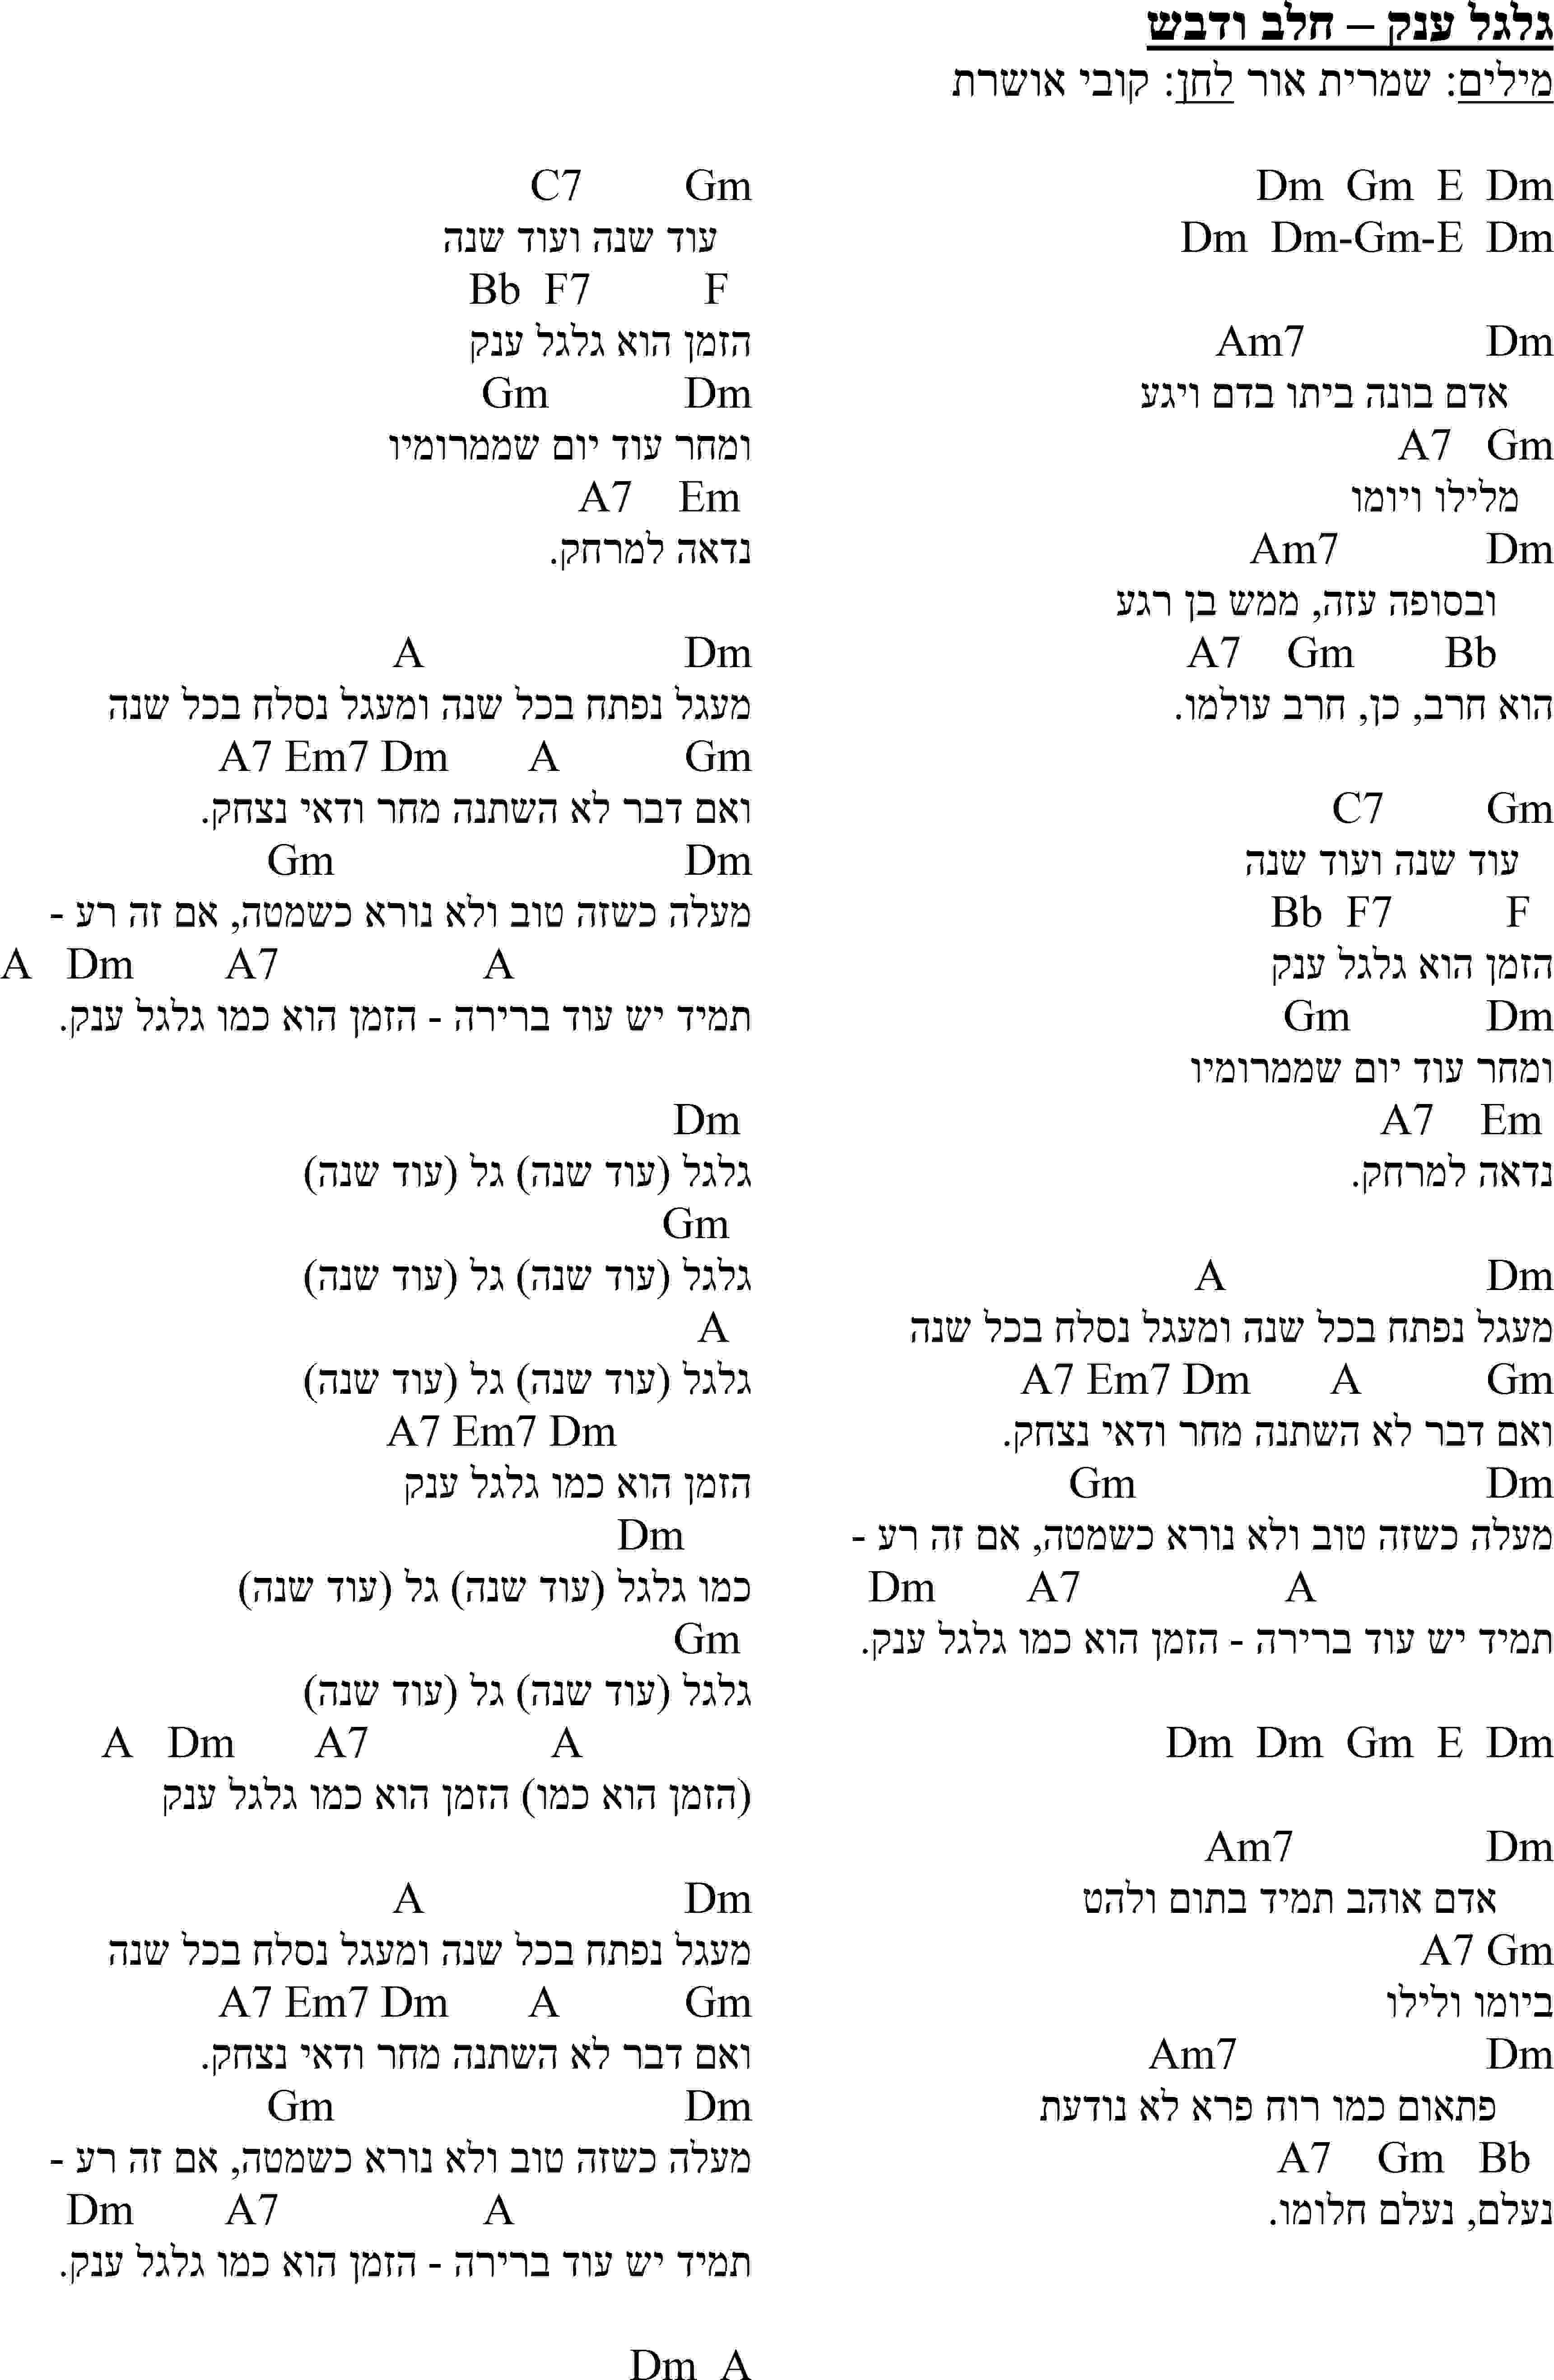 גלגל ענק – חלב ודבש
מילים: שמרית אור לחן: קובי אושרת
Dm  Gm  E  Dm
Dm  Dm-Gm-E  Dm
Am7  Dm
אדם בונה ביתו בדם ויגע
A7  Gm
מלילו ויומו
Am7  Dm
ובסופה עזה, ממש בן רגע
A7  Gm  Bb
הוא חרב, כן, חרב עולמו.
C7  Gm
עוד שנה ועוד שנה
Bb  F7  F
הזמן הוא גלגל ענק
Gm  Dm
ומחר עוד יום שממרומיו
A7  Em
נדאה למרחק.
A  Dm
מעגל נפתח בכל שנה ומעגל נסלח בכל שנה
A7 Em7 Dm  A  Gm
ואם דבר לא השתנה מחר ודאי נצחק.
Gm  Dm
מעלה כשזה טוב ולא נורא כשמטה, אם זה רע -
Dm  A7  A
תמיד יש עוד ברירה - הזמן הוא כמו גלגל ענק.
Dm  Dm  Gm  E  Dm
Am7  Dm
אדם אוהב תמיד בתום ולהט
A7 Gm
ביומו ולילו
Am7  Dm
פתאום כמו רוח פרא לא נודעת
A7  Gm  Bb
נעלם, נעלם חלומו.
C7  Gm
עוד שנה ועוד שנה
Bb  F7  F
הזמן הוא גלגל ענק
Gm  Dm
ומחר עוד יום שממרומיו
A7  Em
נדאה למרחק.
A  Dm
מעגל נפתח בכל שנה ומעגל נסלח בכל שנה
A7 Em7 Dm  A  Gm
ואם דבר לא השתנה מחר ודאי נצחק.
Gm  Dm
מעלה כשזה טוב ולא נורא כשמטה, אם זה רע -
A  Dm  A7  A
תמיד יש עוד ברירה - הזמן הוא כמו גלגל ענק.
Dm
גלגל (עוד שנה) גל (עוד שנה)
Gm
גלגל (עוד שנה) גל (עוד שנה)
A
גלגל (עוד שנה) גל (עוד שנה)
A7 Em7 Dm
הזמן הוא כמו גלגל ענק
Dm
כמו גלגל (עוד שנה) גל (עוד שנה)
Gm
גלגל (עוד שנה) גל (עוד שנה)
A  Dm  A7  A
(הזמן הוא כמו) הזמן הוא כמו גלגל ענק
A  Dm
מעגל נפתח בכל שנה ומעגל נסלח בכל שנה
A7 Em7 Dm  A  Gm
ואם דבר לא השתנה מחר ודאי נצחק.
Gm  Dm
מעלה כשזה טוב ולא נורא כשמטה, אם זה רע -
Dm  A7  A
תמיד יש עוד ברירה - הזמן הוא כמו גלגל ענק.
Dm  A